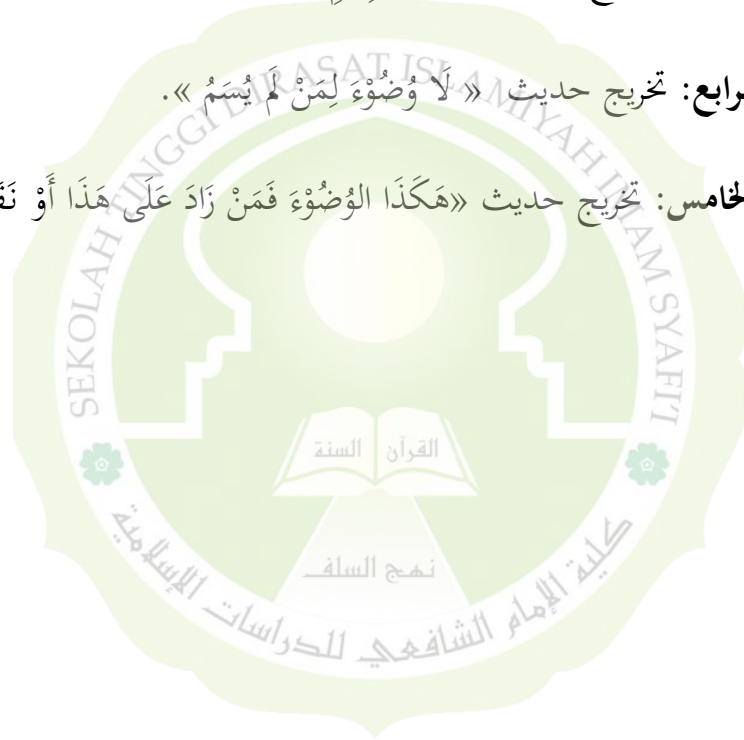 رابع: تخريج حديث « لَا وُضُوْءَ لِمَنْ لَمْ يُسَمُ ».
لخامس: تخريج حديث «هَكَذَا الوُضُوْءَ فَمَنْ زَادَ عَلَى هَذَا أَوْ
SEKOLAH TINGGI DIRASAT ISLAMIYAH IMAM SYAFI'I
القرآن السنة
نهج السلف
كلية الإمام الشافعي للدراسات الإسلامية